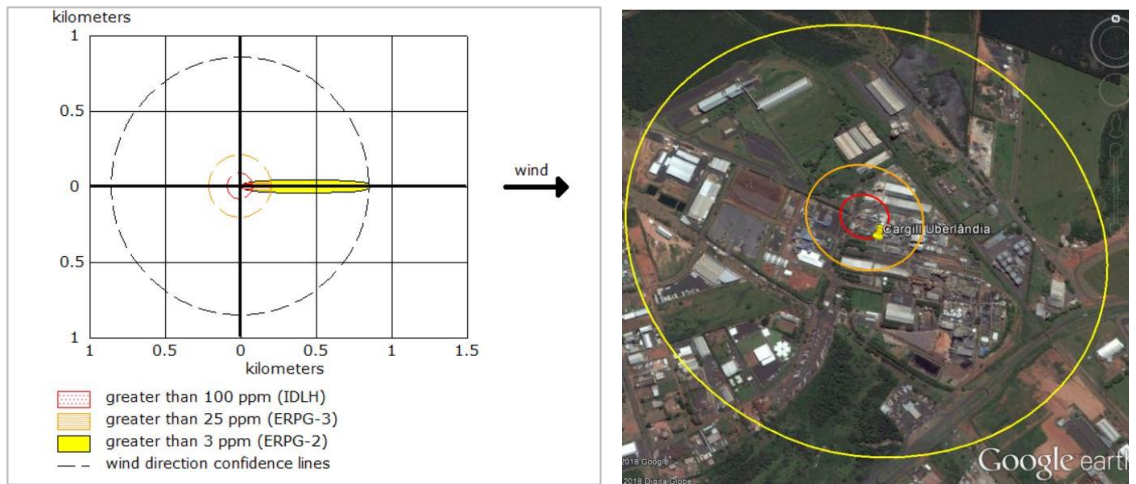 kilometers
1
0.5
0
0.5
1
1 0.5 0 0.5 1 1.5
kilometers
wind
greater than 100 ppm (IDLH)
greater than 25 ppm (ERPG-3)
greater than 3 ppm (ERPG-2)
wind direction confidence lines
N
Cargill Uberlândia
2018 Google
2018 Digital Globe
Google earth